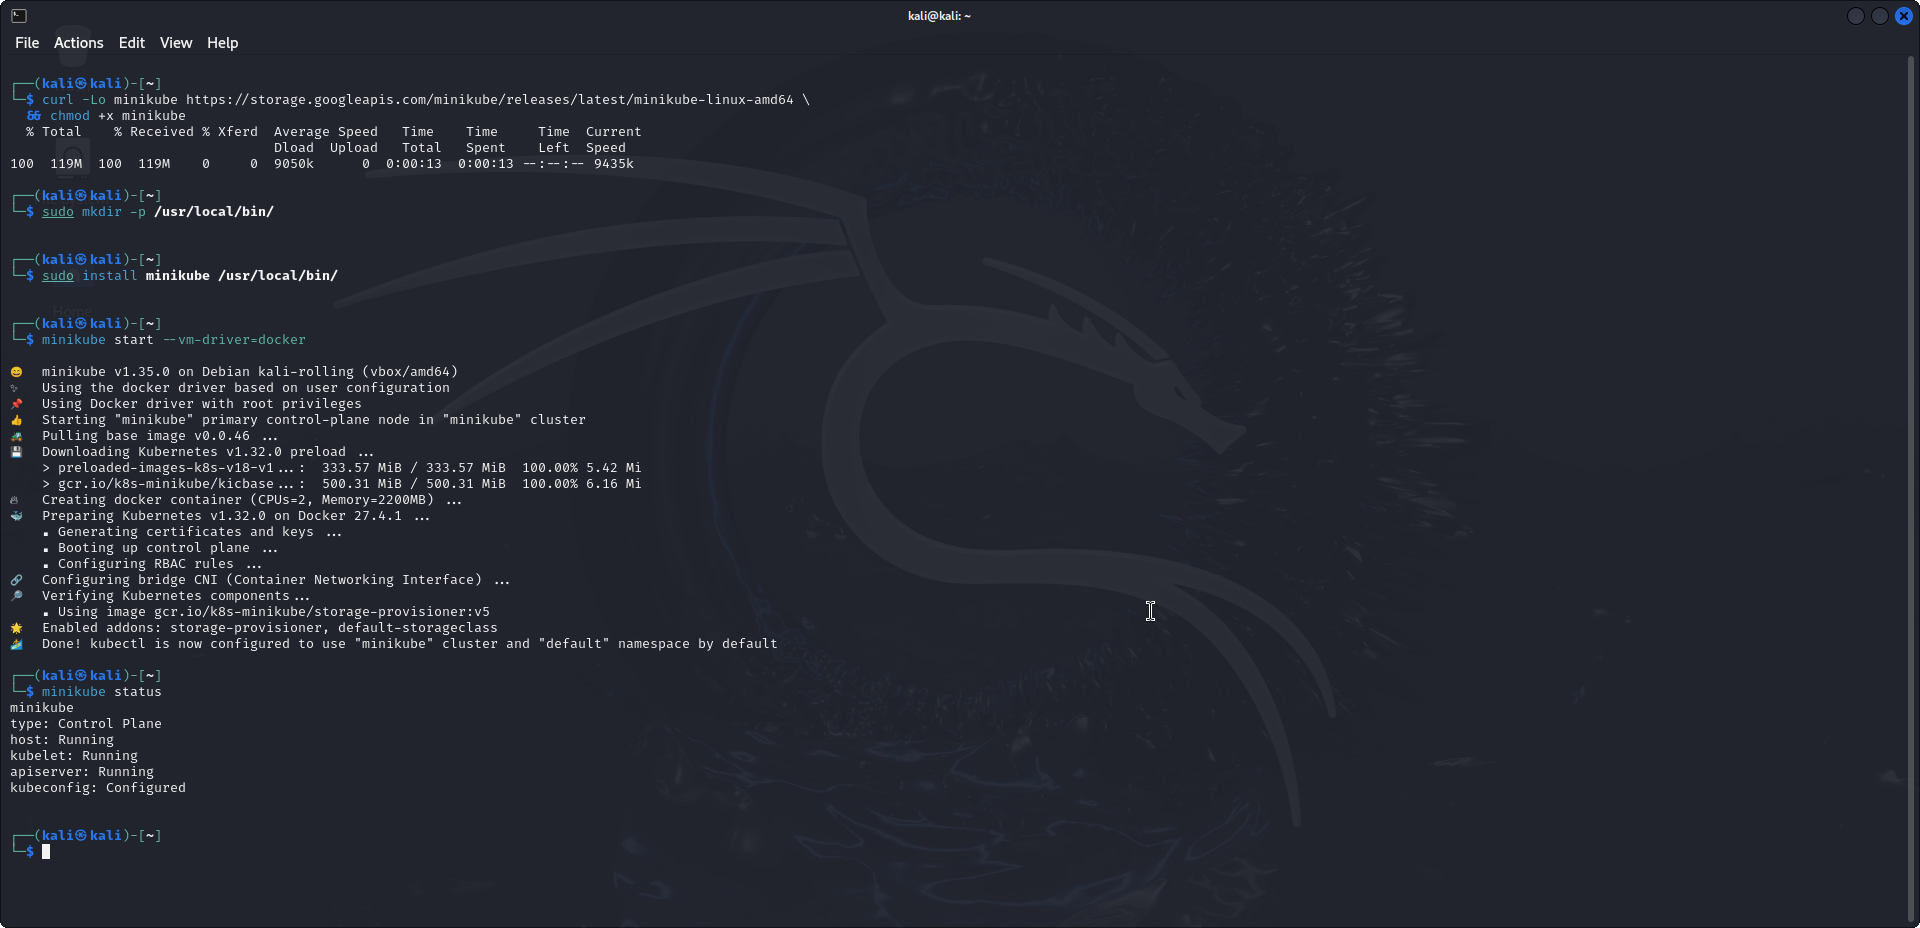 kali@kali: ~
File Actions Edit View Help
┌──(kali㉿kali)-[~]
└─$ curl -Lo minikube https://storage.googleapis.com/minikube/releases/latest/minikube-linux-amd64 \
  && chmod +x minikube
  % Total    % Received % Xferd  Average Speed   Time    Time     Time  Current
                                 Dload  Upload   Total   Spent    Left  Speed
100  119M  100  119M    0     0  9050k      0  0:00:13  0:00:13 --:--:-- 9435k
┌──(kali㉿kali)-[~]
└─$ sudo mkdir -p /usr/local/bin/
┌──(kali㉿kali)-[~]
└─$ sudo install minikube /usr/local/bin/
Home
┌──(kali㉿kali)-[~]
└─$ minikube start --vm-driver=docker
😄  minikube v1.35.0 on Debian kali-rolling (vbox/amd64)
✨  Using the docker driver based on user configuration
📌  Using Docker driver with root privileges
👍  Starting "minikube" primary control-plane node in "minikube" cluster
🚜  Pulling base image v0.0.46 ...
💾  Downloading Kubernetes v1.32.0 preload ...
    > preloaded-images-k8s-v18-v1...:  333.57 MiB / 333.57 MiB  100.00% 5.42 Mi
    > gcr.io/k8s-minikube/kicbase...:  500.31 MiB / 500.31 MiB  100.00% 6.16 Mi
🔥  Creating docker container (CPUs=2, Memory=2200MB) ...
🐳  Preparing Kubernetes v1.32.0 on Docker 27.4.1 ...
    ▪ Generating certificates and keys ...
    ▪ Booting up control plane ...
    ▪ Configuring RBAC rules ...
🔗  Configuring bridge CNI (Container Networking Interface) ...
🔎  Verifying Kubernetes components...
    ▪ Using image gcr.io/k8s-minikube/storage-provisioner:v5
🌟  Enabled addons: storage-provisioner, default-storageclass
🏄  Done! kubectl is now configured to use "minikube" cluster and "default" namespace by default
┌──(kali㉿kali)-[~]
└─$ minikube status
minikube
type: Control Plane
host: Running
kubelet: Running
apiserver: Running
kubeconfig: Configured
┌──(kali㉿kali)-[~]
└─$